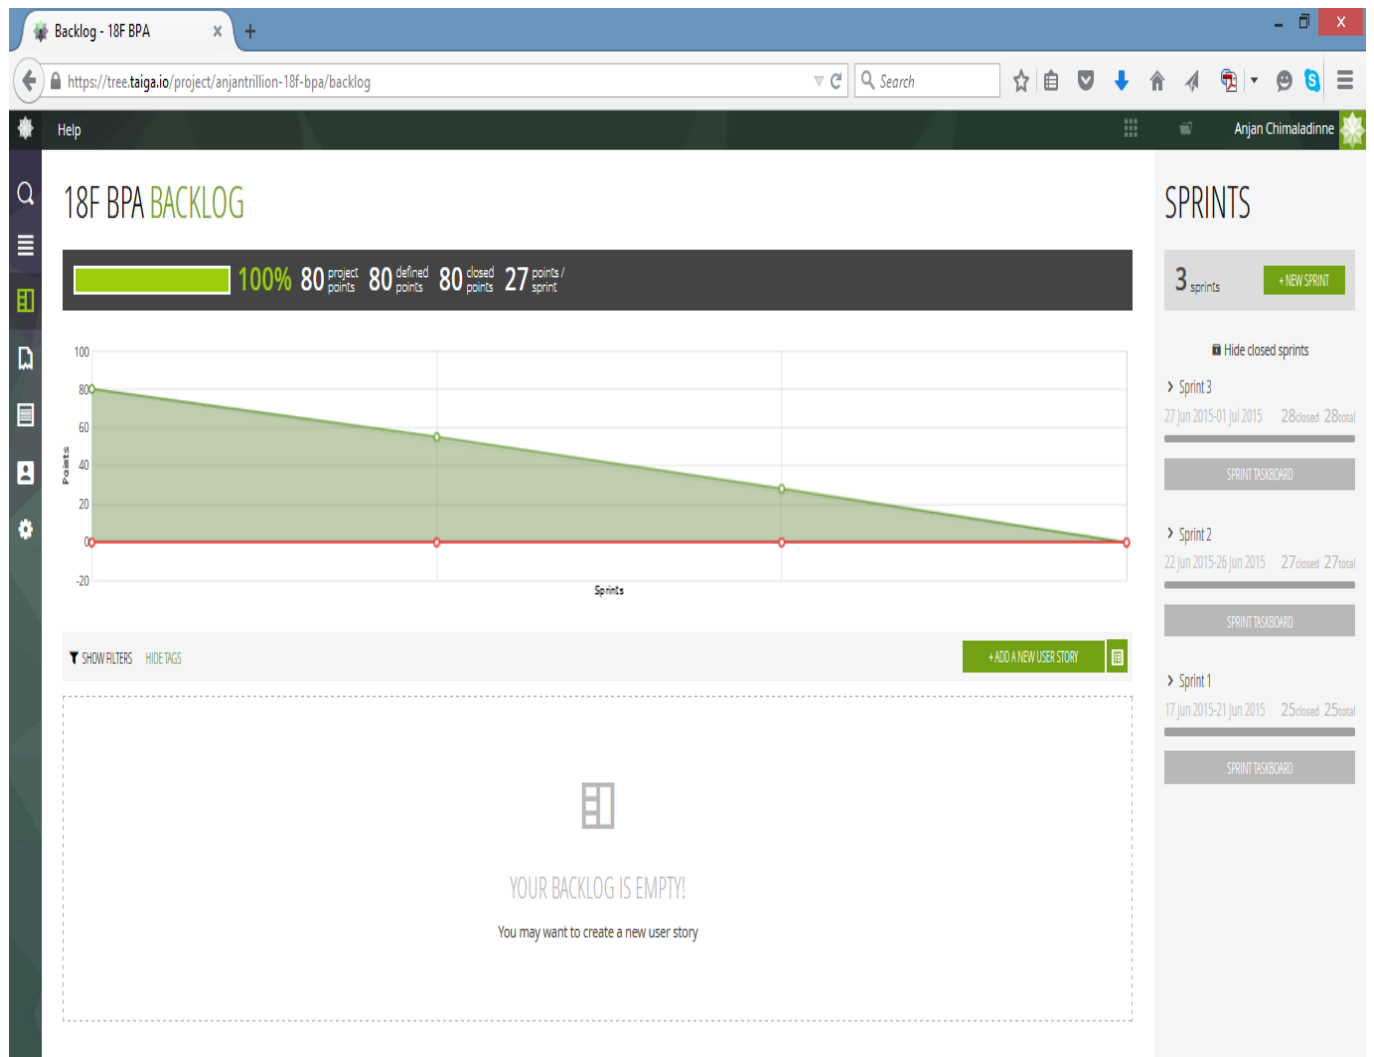 Backlog - 18F BPA
https://tree.taiga.io/project/anjantrillion-18f-bpa/backlog
Search
Help
Anjan Chimaladinne
18F BPA BACKLOG
100% 80 project points 80 defined points 80 closed points 27 points / sprint
100
80
60
40
20
0
-20
Points
Sprints
SHOW FILTERS HIDE TAGS
+ ADD A NEW USER STORY
YOUR BACKLOG IS EMPTY!
You may want to create a new user story
SPRINTS
3 sprints
+ NEW SPRINT
Hide closed sprints
Sprint 3
27 Jun 2015-01 Jul 2015 28closed 28total
SPRINT TASKBOARD
Sprint 2
22 Jun 2015-26 Jun 2015 27closed 27total
SPRINT TASKBOARD
Sprint 1
17 Jun 2015-21 Jun 2015 25closed 25total
SPRINT TASKBOARD